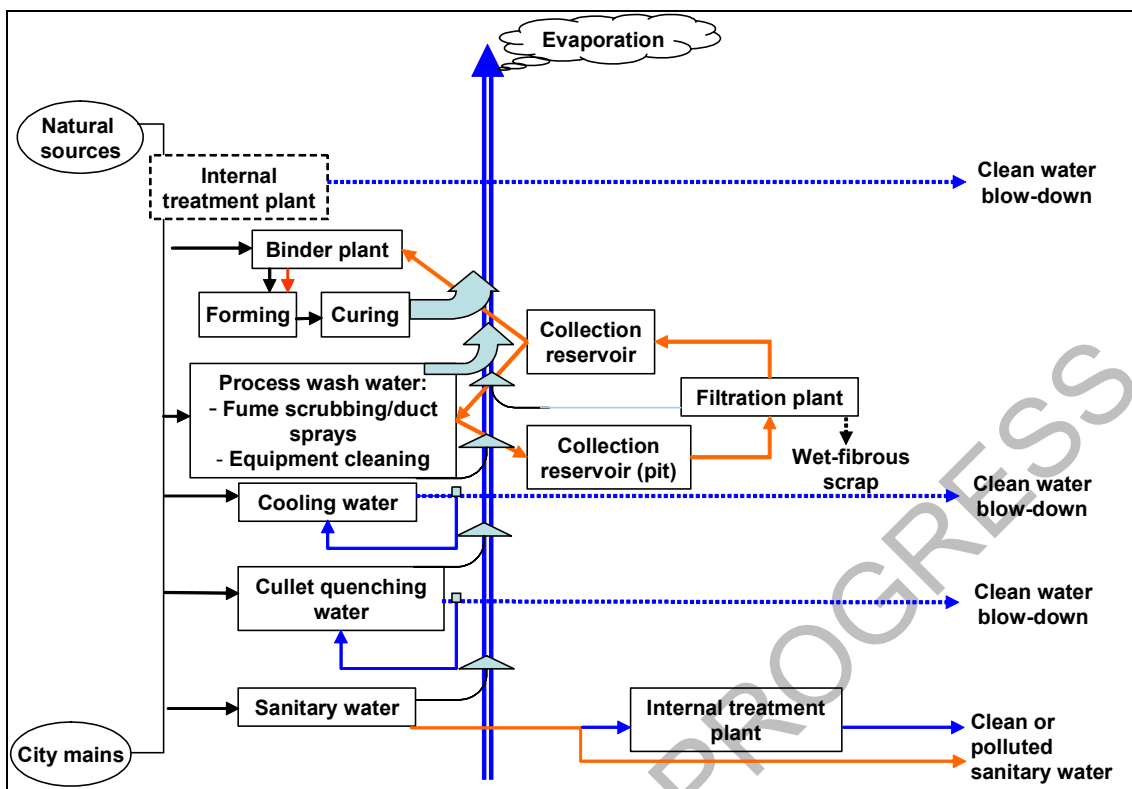 Evaporation
Natural
sources
Internal
treatment plant
Clean water
blow-down
Binder plant
Forming
Curing
Collection
reservoir
Process wash water:
- Fume scrubbing/duct
sprays
- Equipment cleaning
Filtration plant
Collection
reservoir (pit)
Wet-fibrous
scrap
Cooling water
Clean water
blow-down
Cullet quenching
water
Clean water
blow-down
Sanitary water
Internal treatment
plant
Clean or
polluted
sanitary water
City mains
PROGRESS